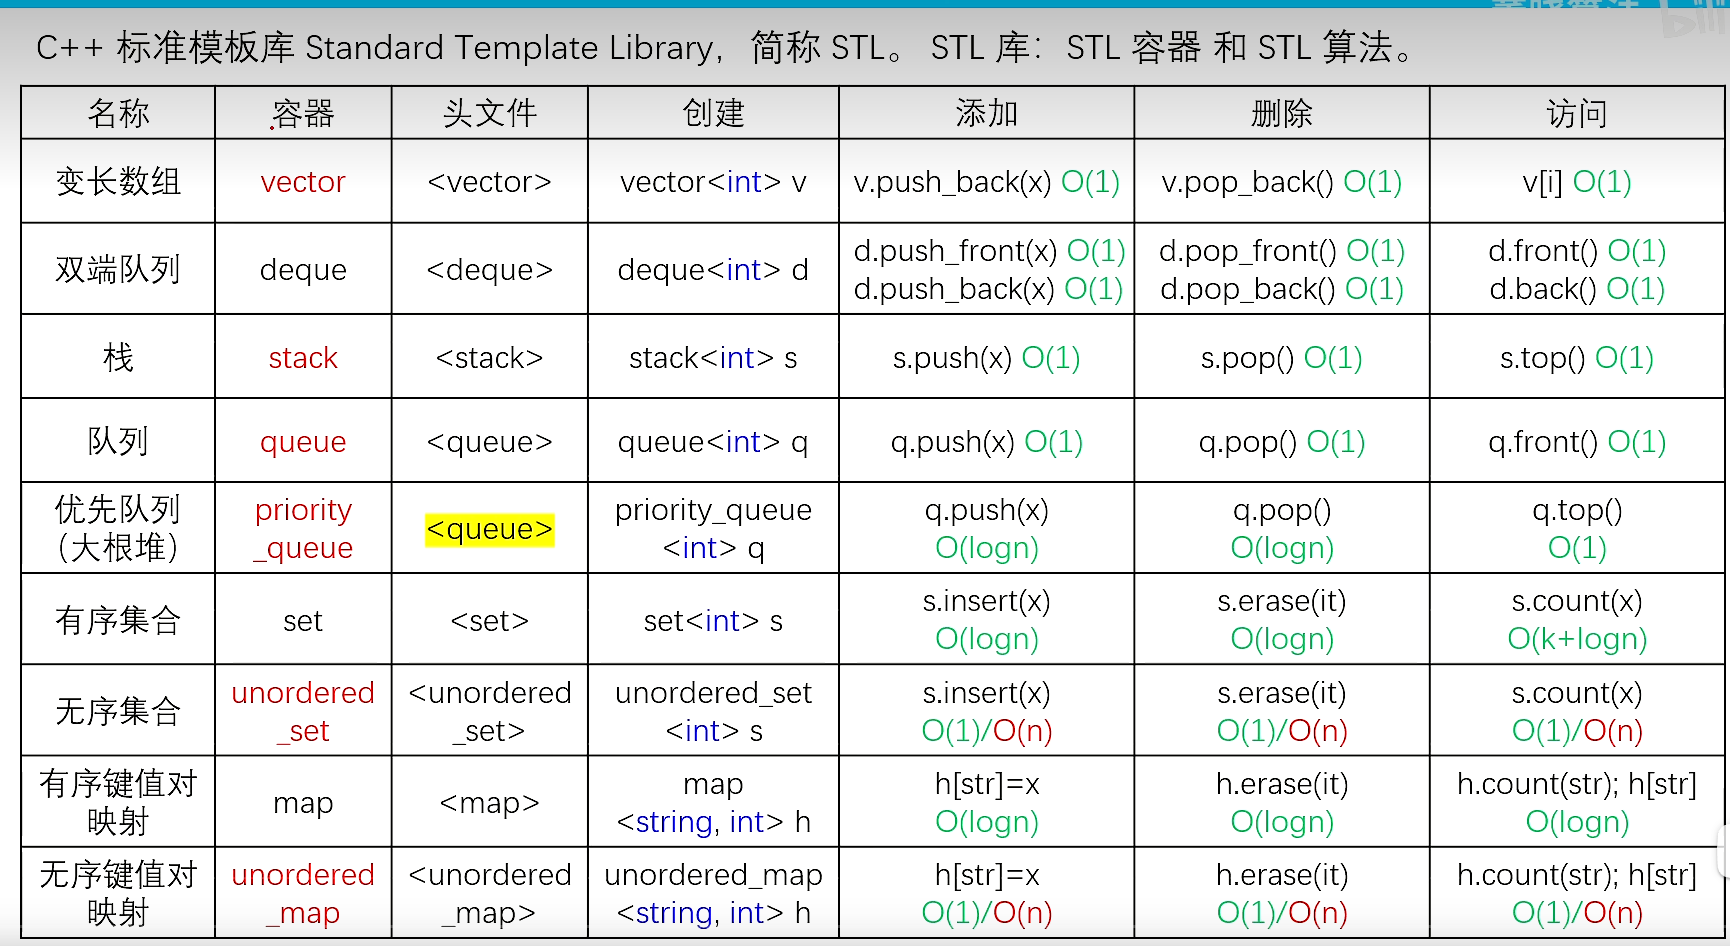 C++ 标准模板库 Standard Template Library，简称 STL。 STL 库：STL 容器 和 STL 算法。
名称 容器 头文件 创建 添加 删除 访问
变长数组 vector <vector> vector<int> v v.push_back(x) O(1) v.pop_back() O(1) v[i] O(1)
双端队列 deque <deque> deque<int> d d.push_front(x) O(1) d.pop_front() O(1) d.front() O(1)
d.push_back(x) O(1) d.pop_back() O(1) d.back() O(1)
栈 stack <stack> stack<int> s s.push(x) O(1) s.pop() O(1) s.top() O(1)
队列 queue <queue> queue<int> q q.push(x) O(1) q.pop() O(1) q.front() O(1)
优先队列 priority <queue> priority_queue q.push(x) q.pop() q.top()
（大根堆） _queue <int> q O(logn) O(logn) O(1)
有序集合 set <set> set<int> s s.insert(x) s.erase(it) s.count(x)
O(logn) O(logn) O(k+logn)
无序集合 unordered <unordered unordered_set s.insert(x) s.erase(it) s.count(x)
_set _set> <int> s O(1)/O(n) O(1)/O(n) O(1)/O(n)
有序键值对 map <map> map h[str]=x h.erase(it) h.count(str); h[str]
映射 <string, int> h O(logn) O(logn) O(logn)
无序键值对 unordered <unordered unordered_map h[str]=x h.erase(it) h.count(str); h[str]
映射 _map _map> <string, int> h O(1)/O(n) O(1)/O(n) O(1)/O(n)